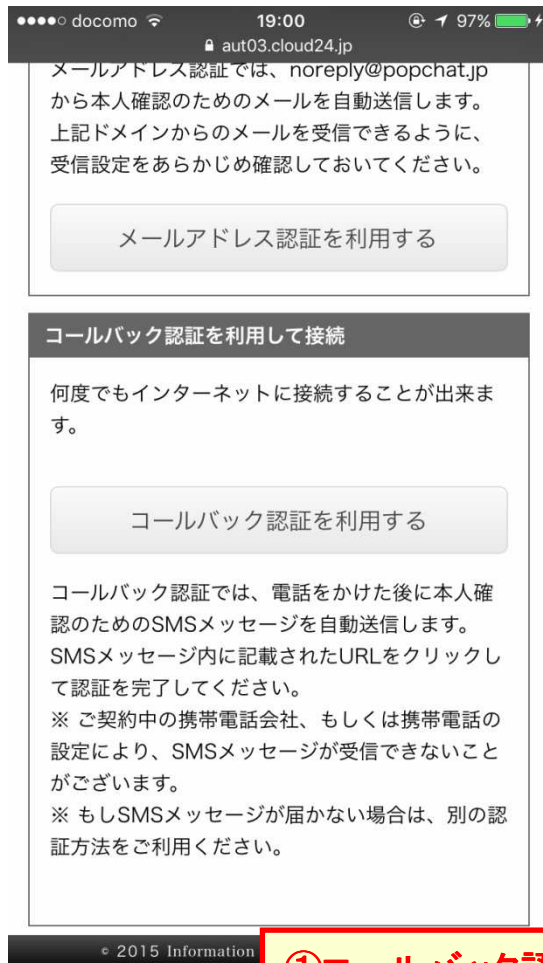 docomo 19:00 97%
aut03.cloud24.jp
メールアドレス認証では、noreply@popchat.jp
から本人確認のためのメールを自動送信します。
上記ドメインからのメールを受信できるように、
受信設定をあらかじめ確認しておいてください。
メールアドレス認証を利用する
コールバック認証を利用して接続
何度でもインターネットに接続することが出来ま
す。
コールバック認証を利用する
コールバック認証では、電話をかけた後に本人確
認のためのSMSメッセージを自動送信します。
SMSメッセージ内に記載されたURLをクリックし
て認証を完了してください。
※ ご契約中の携帯電話会社、もしくは携帯電話の
設定により、SMSメッセージが受信できないこと
がございます。
※ もしSMSメッセージが届かない場合は、別の認
証方法をご利用ください。
© 2015 Information
①コールバック認